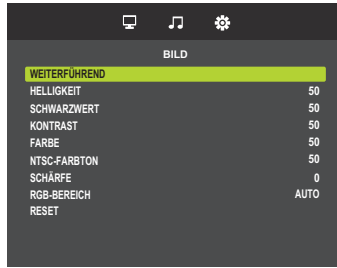 BILD
WEITERFÜHREND
HELLIGKEIT 50
SCHWARZWERT 50
KONTRAST 50
FARBE 50
NTSC-FARBTON 50
SCHÄRFE 0
RGB-BEREICH AUTO
RESET